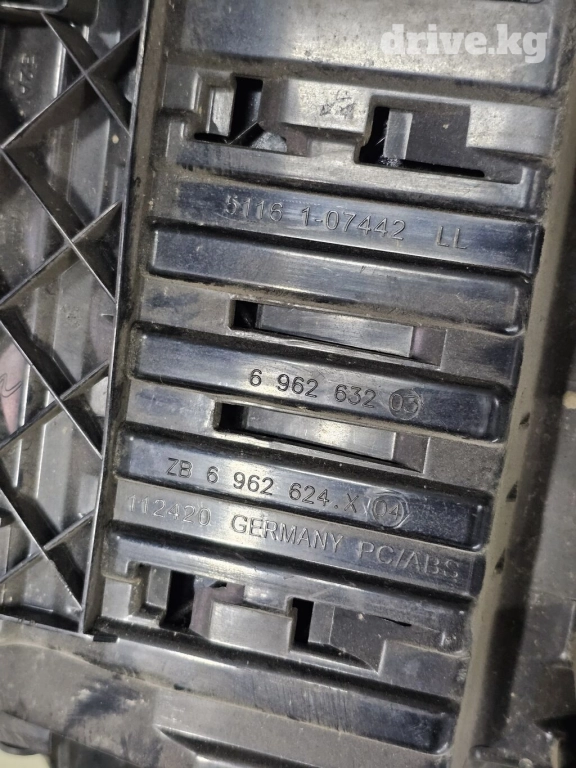 drive.kg
5116 1-07442 LL
6 962 632 03
ZB 6 962 624.X 04
112420 GERMANY PC/ABS